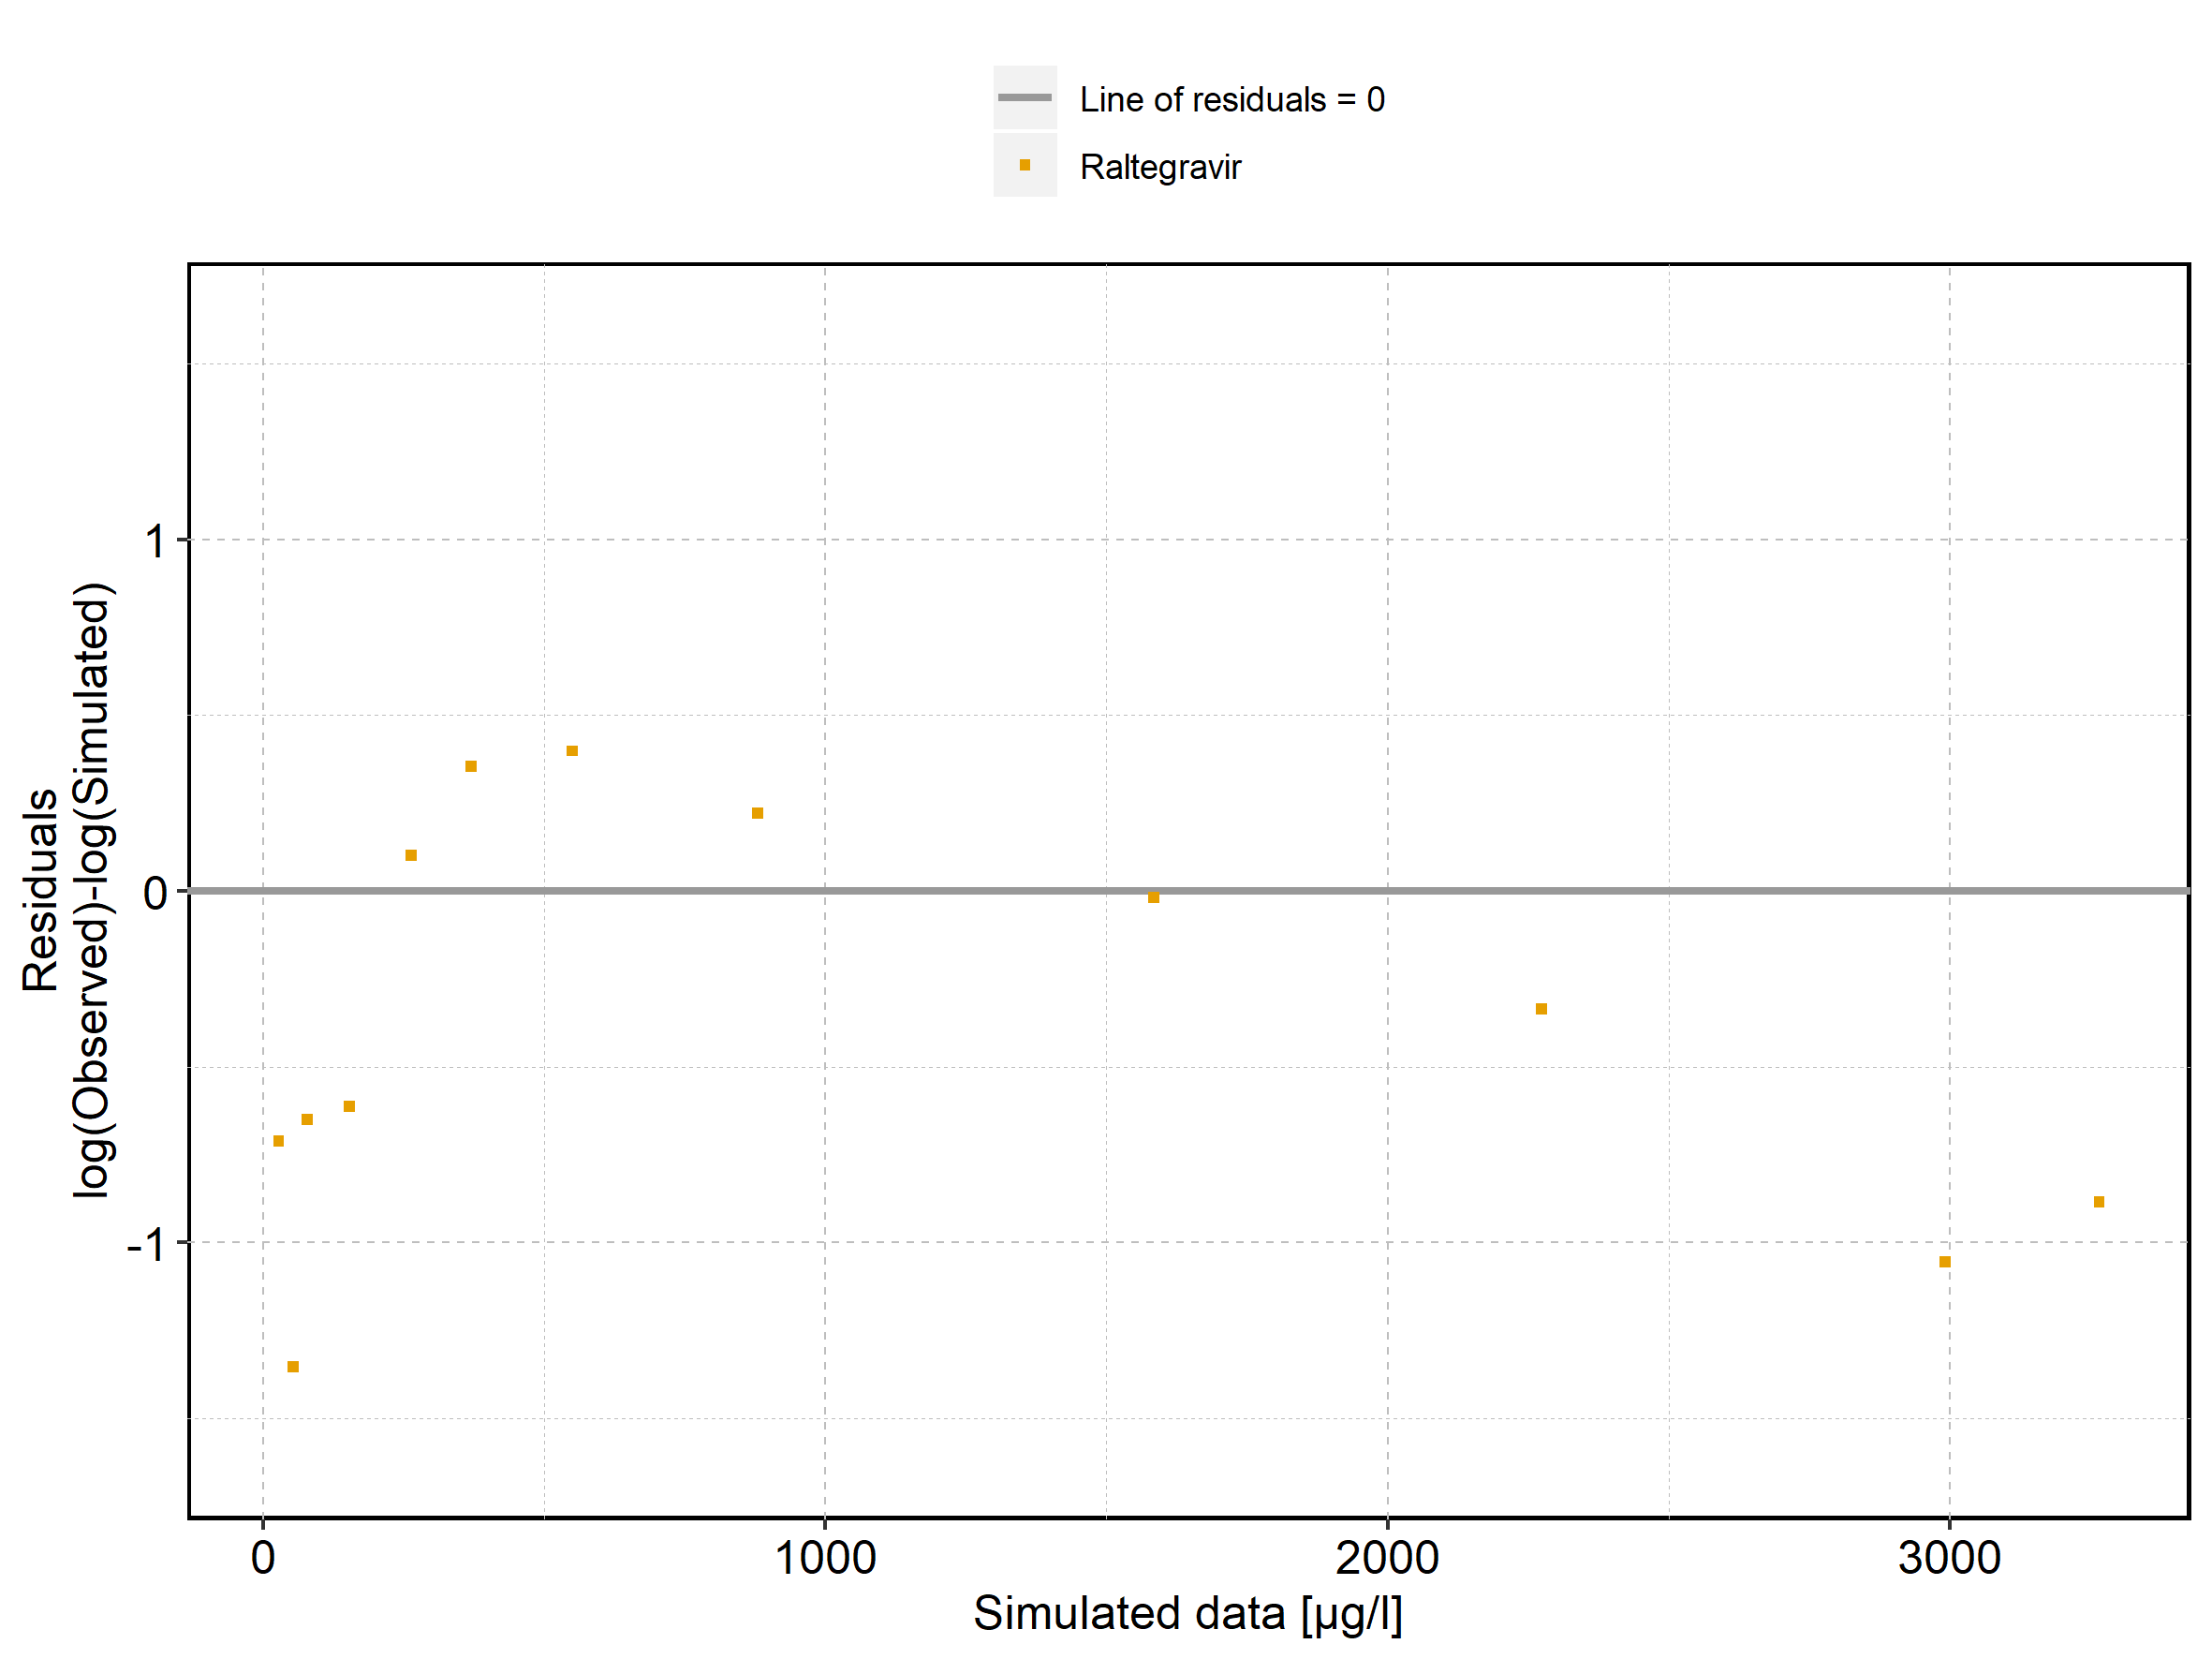 Line of residuals = 0
Raltegravir
Residuals
log(Observed)-log(Simulated)
1
0
-1
0 1000 2000 3000
Simulated data [µg/l]